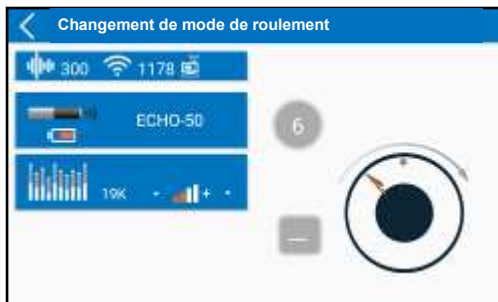 Changement de mode de roulement
300 1178
ECHO-50
6
19K - + -